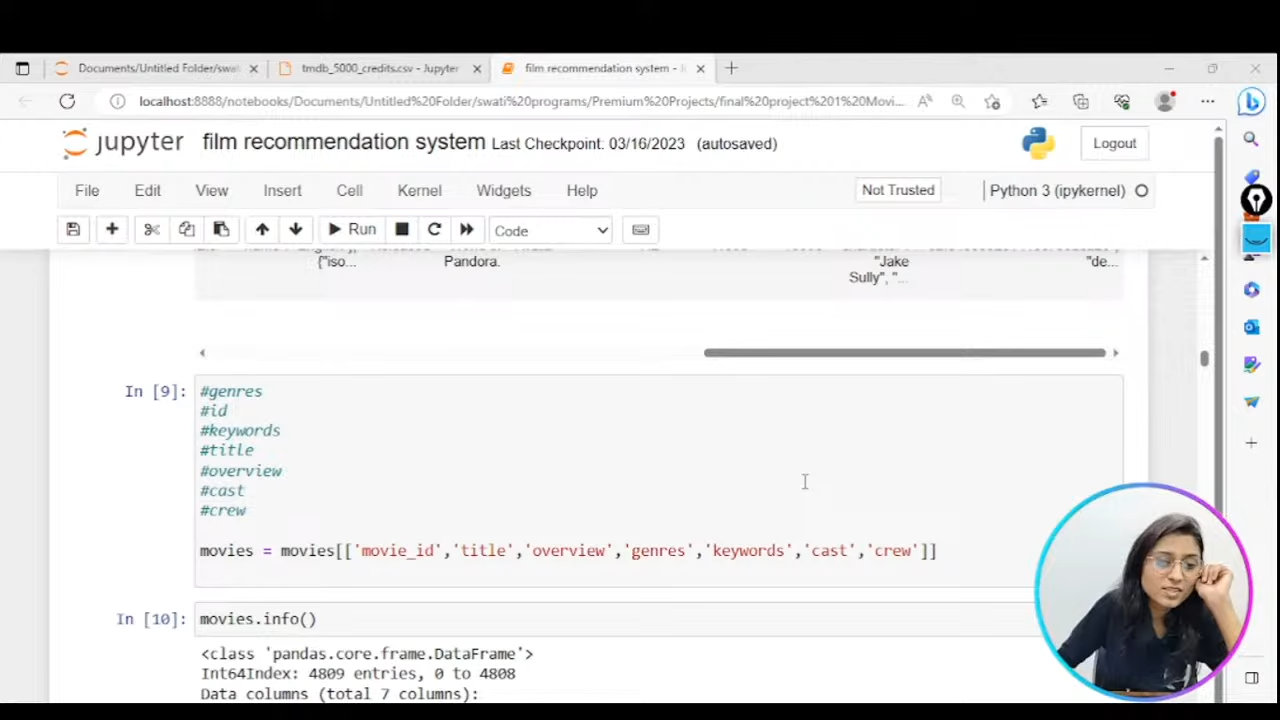 Documents/Untitled Folder/swat
tmdb_5000_credits.csv - Jupyter
film recommendation system -
localhost:8888/notebooks/Documents/Untitled%20Folder/swati%20programs/Premium%20Projects/final%20project%201%20Movi...
jupyter film recommendation system Last Checkpoint: 03/16/2023 (autosaved)
Logout
File Edit View Insert Cell Kernel Widgets Help
Not Trusted
Python 3 (ipykernel)
Run
Code
{"iso...
Pandora.
"Jake
"de...
Sully", "...
In [9]:
#genres
#id
#keywords
#title
#overview
#cast
#crew
movies = movies[['movie_id','title','overview','genres','keywords','cast','crew']]
In [10]: movies.info()
<class 'pandas.core.frame.DataFrame'>
Int64Index: 4809 entries, 0 to 4808
Data columns (total 7 columns):